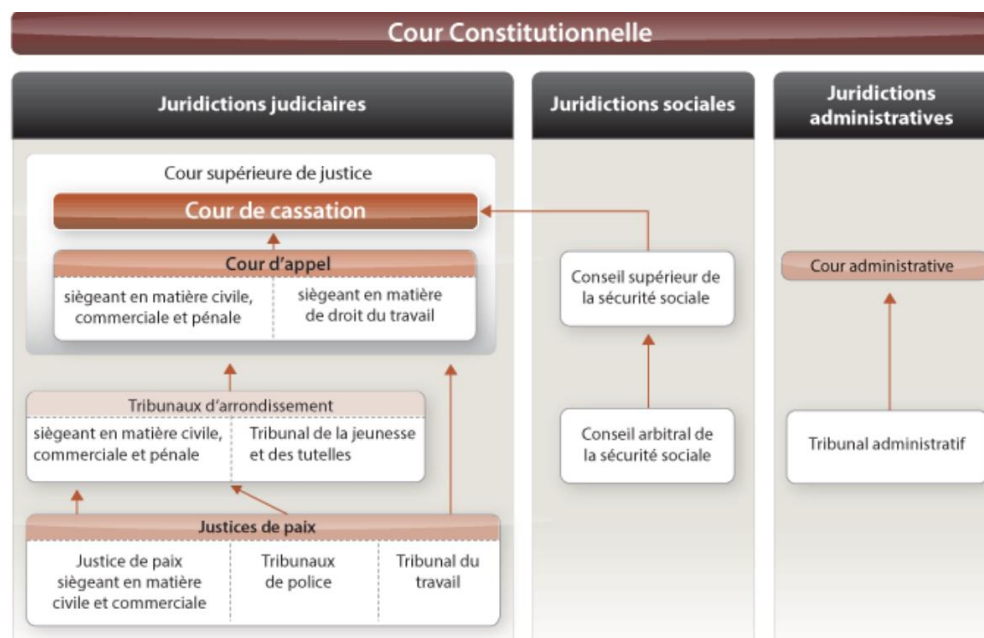 Cour Constitutionnelle
Juridictions judiciaires
Cour supérieure de justice
Cour de cassation
Cour d'appel
siègeant en matière civile,
commerciale et pénale
siègeant en matière
de droit du travail
Tribunaux d'arrondissement
siègeant en matière civile,
commerciale et pénale
Tribunal de la jeunesse
et des tutelles
Justices de paix
Justice de paix
siègeant en matière
civile et commerciale
Tribunaux
de police
Tribunal du
travail
Juridictions sociales
Conseil supérieur de
la sécurité sociale
Conseil arbitral de
la sécurité sociale
Juridictions
administratives
Cour administrative
Tribunal administratif